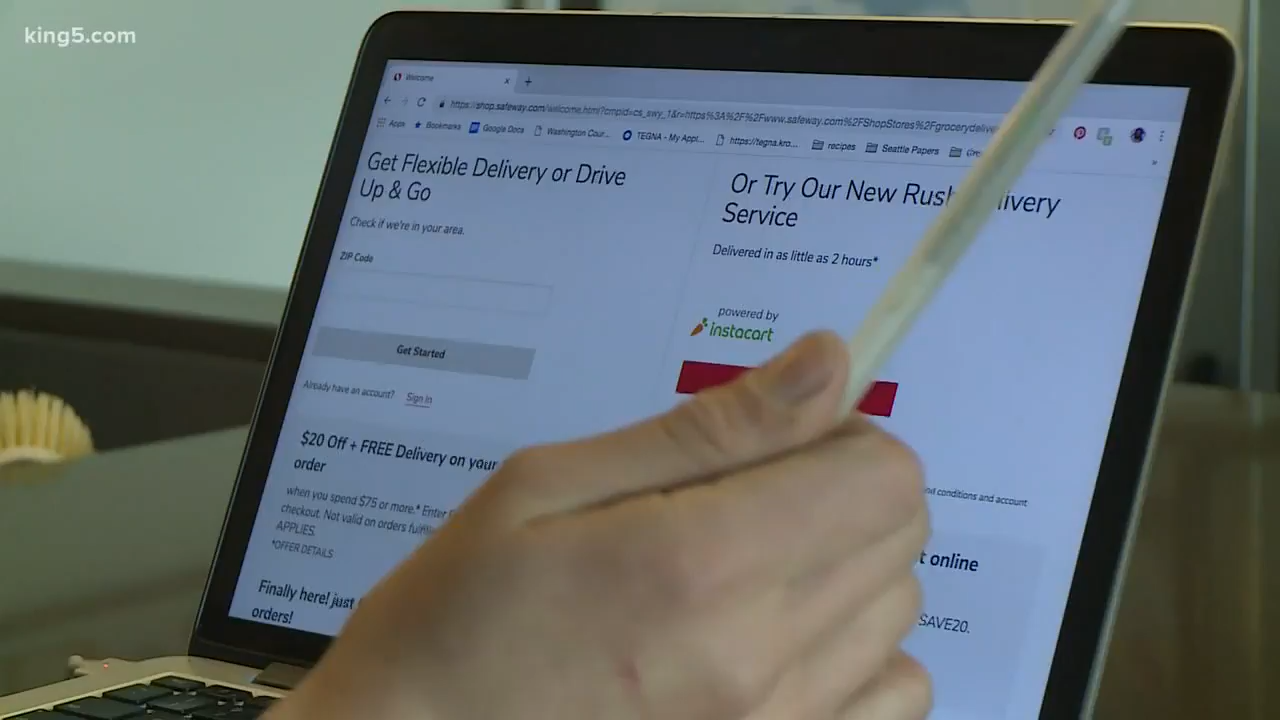 king5.com
Welcome
https://shop.safeway.com/welcome.html?cmpid=cs_swy_1&r=https%3A%2F%2Fwww.safeway.com%2FShopStores%2Fgrocerydelive
Apps Bookmarks Google Docs Washington Cour... TEGNA - My Appl... https://tegna.kro... recipes Seattle Papers
Get Flexible Delivery or Drive
Up & Go
Check if we're in your area.
ZIP Code
Get Started
Already have an account? Sign In
$20 Off + FREE Delivery on your
order
when you spend $75 or more.* Enter
checkout. Not valid on orders
APPLIES.
*OFFER DETAILS
Finally here! just
orders!
Or Try Our New Rush
Service
Delivered in as little as 2 hours*
powered by
instacart
conditions and account
online
SAVE20.